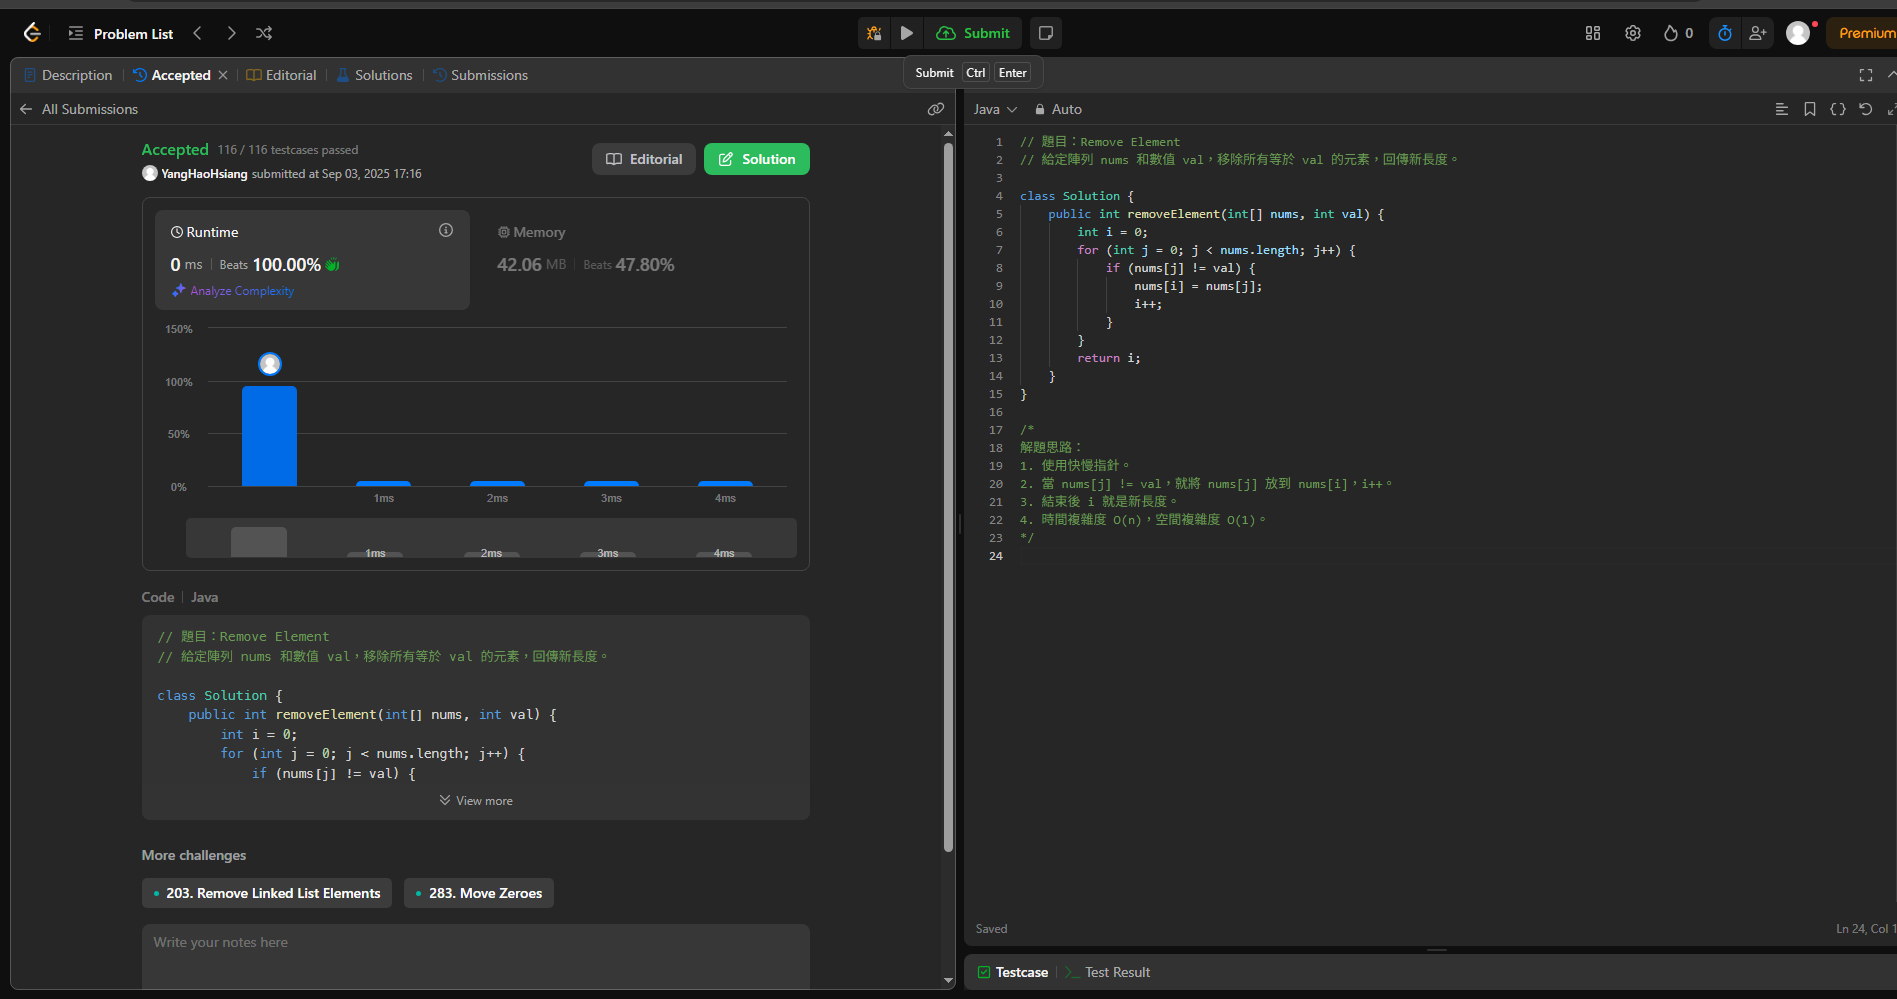 Problem List
Submit
0
Premium
Description
Accepted
Editorial
Solutions
Submissions
Submit Ctrl Enter
All Submissions
Accepted 116 / 116 testcases passed
YangHaoHsiang submitted at Sep 03, 2025 17:16
Editorial
Solution
Runtime
0 ms Beats 100.00%
Analyze Complexity
Memory
42.06 MB Beats 47.80%
150%
100%
50%
0%
1ms 2ms 3ms 4ms
1ms 2ms 3ms 4ms
Code Java
// 題目：Remove Element
// 給定陣列 nums 和數值 val，移除所有等於 val 的元素，回傳新長度。
class Solution {
public int removeElement(int[] nums, int val) {
int i = 0;
for (int j = 0; j < nums.length; j++) {
if (nums[j] != val) {
View more
More challenges
203. Remove Linked List Elements
283. Move Zeroes
Write your notes here
Java Auto
1 // 題目：Remove Element
2 // 給定陣列 nums 和數值 val，移除所有等於 val 的元素，回傳新長度。
3
4 class Solution {
5 public int removeElement(int[] nums, int val) {
6 int i = 0;
7 for (int j = 0; j < nums.length; j++) {
8 if (nums[j] != val) {
9 nums[i] = nums[j];
10 i++;
11 }
12 }
13 return i;
14 }
15 }
16
17 /*
18 解題思路：
19 1. 使用快慢指針。
20 2. 當 nums[j] != val，就將 nums[j] 放到 nums[i]，i++。
21 3. 結束後 i 就是新長度。
22 4. 時間複雜度 O(n)，空間複雜度 O(1)。
23 */
24
Saved
Ln 24, Col 1
Testcase
Test Result